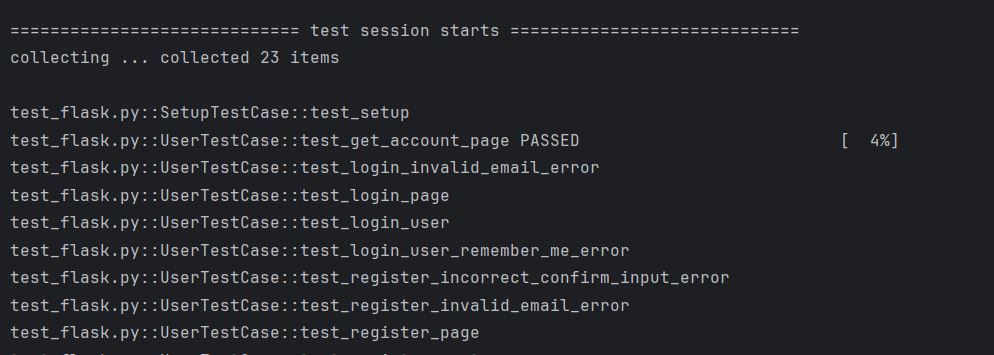 ============================= test session starts =============================
collecting ... collected 23 items
test_flask.py::SetupTestCase::test_setup
test_flask.py::UserTestCase::test_get_account_page PASSED [  4%]
test_flask.py::UserTestCase::test_login_invalid_email_error
test_flask.py::UserTestCase::test_login_page
test_flask.py::UserTestCase::test_login_user
test_flask.py::UserTestCase::test_login_user_remember_me_error
test_flask.py::UserTestCase::test_register_incorrect_confirm_input_error
test_flask.py::UserTestCase::test_register_invalid_email_error
test_flask.py::UserTestCase::test_register_page